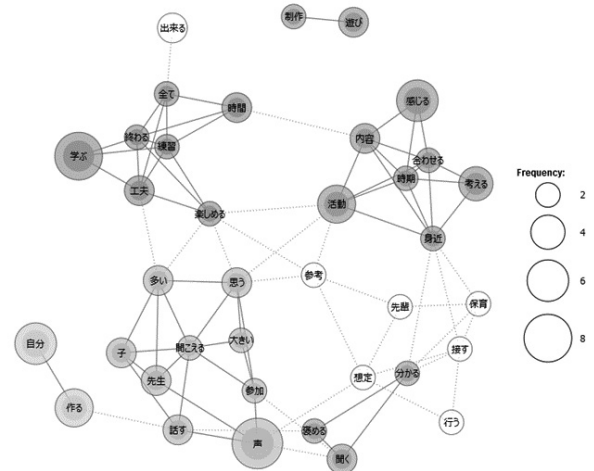 制作
遊び
出来る
全て
時間
感じる
終わる
練習
内容
合わせる
学ぶ
時期
考える
工夫
活動
楽しめる
身近
Frequency:
2
4
6
8
多い
思う
参考
先輩
保育
自分
子
聞こえる
大きい
接す
先生
参加
想定
分かる
作る
行う
話す
声
褒める
聞く